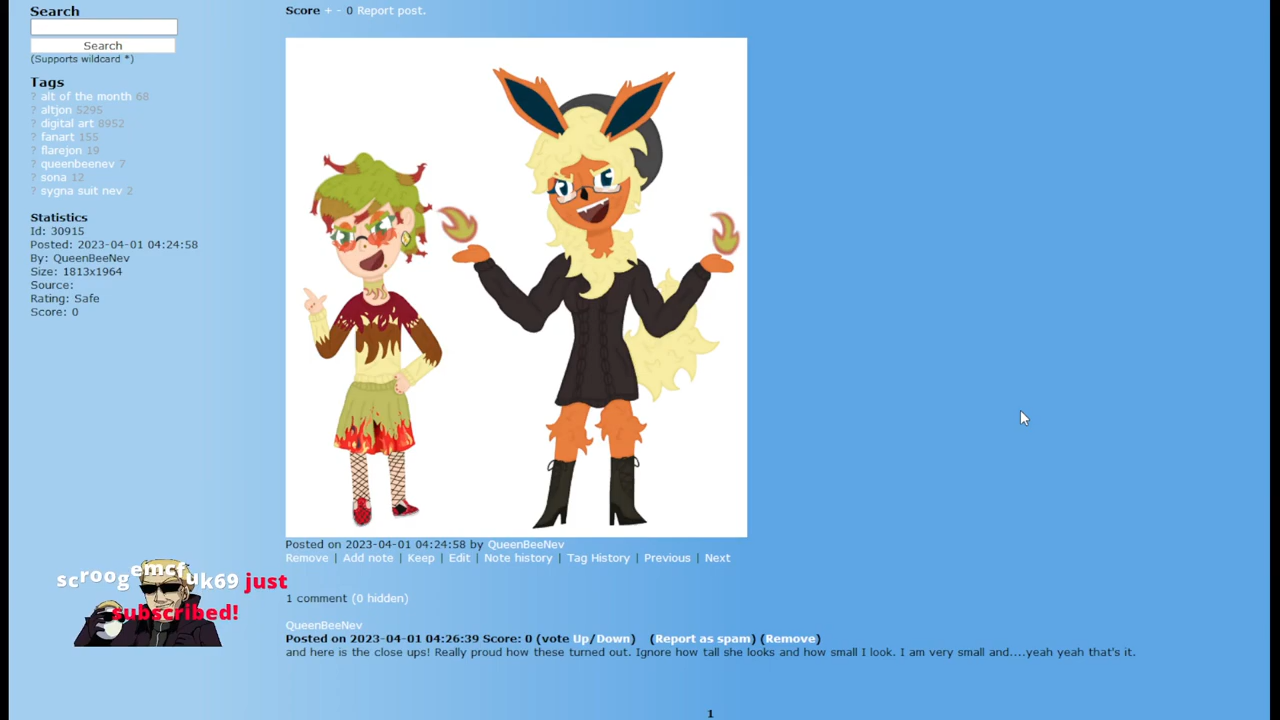 Search
Search
(Supports wildcard *)
Tags
? alt of the month 68
? altjon 5295
? digital art 8952
? fanart 155
? flarejon 19
? queenbeenev 7
? sona 12
? sygna suit nev 2
Statistics
Id: 30915
Posted: 2023-04-01 04:24:58
By: QueenBeeNev
Size: 1813x1964
Source:
Rating: Safe
Score: 0
Score + - 0 Report post.
Posted on 2023-04-01 04:24:58 by QueenBeeNev
Remove | Add note | Keep | Edit | Note history | Tag History | Previous | Next
scroogemcfuk69 just
subscribed!
1 comment (0 hidden)
QueenBeeNev
Posted on 2023-04-01 04:26:39 Score: 0 (vote Up/Down) (Report as spam) (Remove)
and here is the close ups! Really proud how these turned out. Ignore how tall she looks and how small I look. I am very small and....yeah yeah that's it.
1